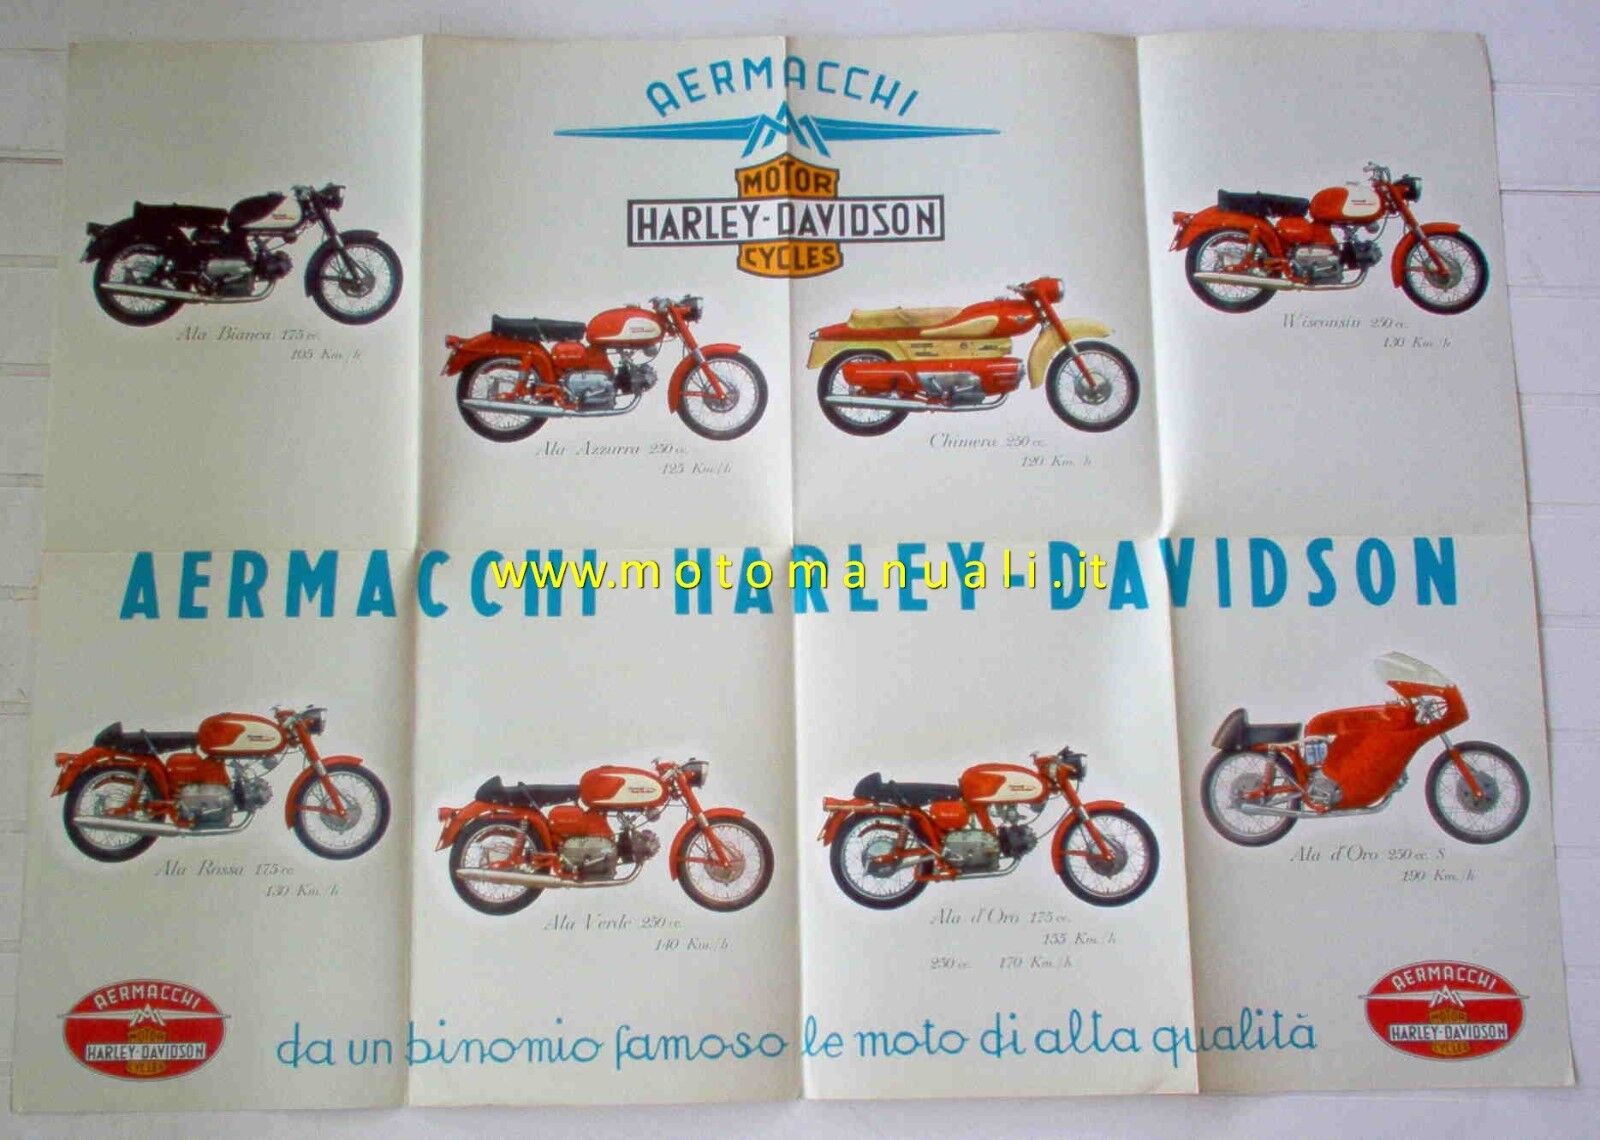 AERMACCHI
MOTOR
HARLEY-DAVIDSON
CYCLES
Ala Bianca 175 cc.
105 Km./h
Ala Azzurra 250 cc.
125 Km./h
Chimera 250 cc.
120 Km./h
Wisconsin 250 cc.
130 Km./h
AERMACCHI HARLEY-DAVIDSON
www.motomanuali.it
Ala Rossa 175 cc
130 Km./h
Ala Verde 250 cc.
140 Km./h
Ala d'Oro 175 cc.
155 Km./h
250 cc. 170 Km./h
Ala d'Oro 250 cc. S
190 Km./h
AERMACCHI
MOTOR
HARLEY-DAVIDSON
CYCLES
da un binomio famoso le moto di alta qualità
AERMACCHI
MOTOR
HARLEY-DAVIDSON
CYCLES